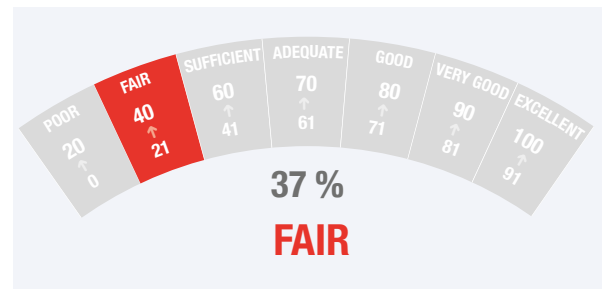 POOR
20
0
FAIR
40
21
SUFFICIENT
60
41
ADEQUATE
70
61
GOOD
80
71
VERY GOOD
90
81
EXCELLENT
100
91
37 %
FAIR